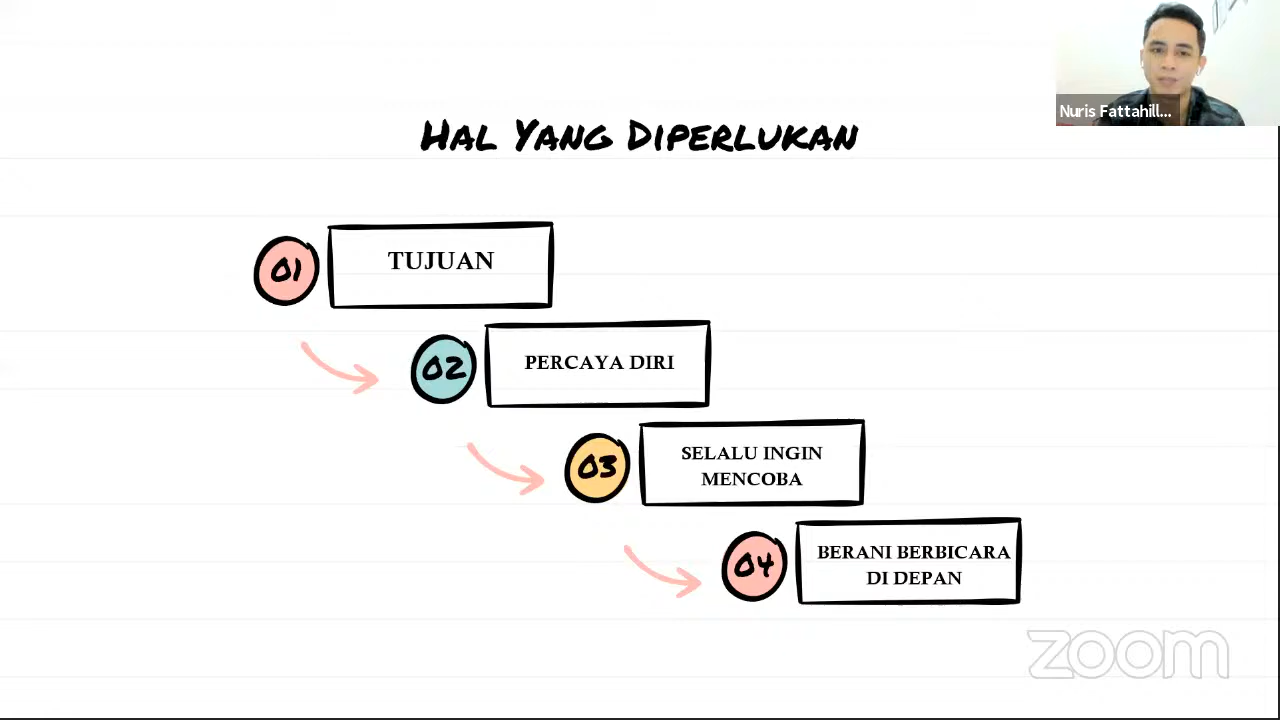 Nuris Fattahill...
HAL YANG DIPERLUKAN
01
TUJUAN
02
PERCAYA DIRI
03
SELALU INGIN
MENCOBA
04
BERANI BERBICARA
DI DEPAN
zoom